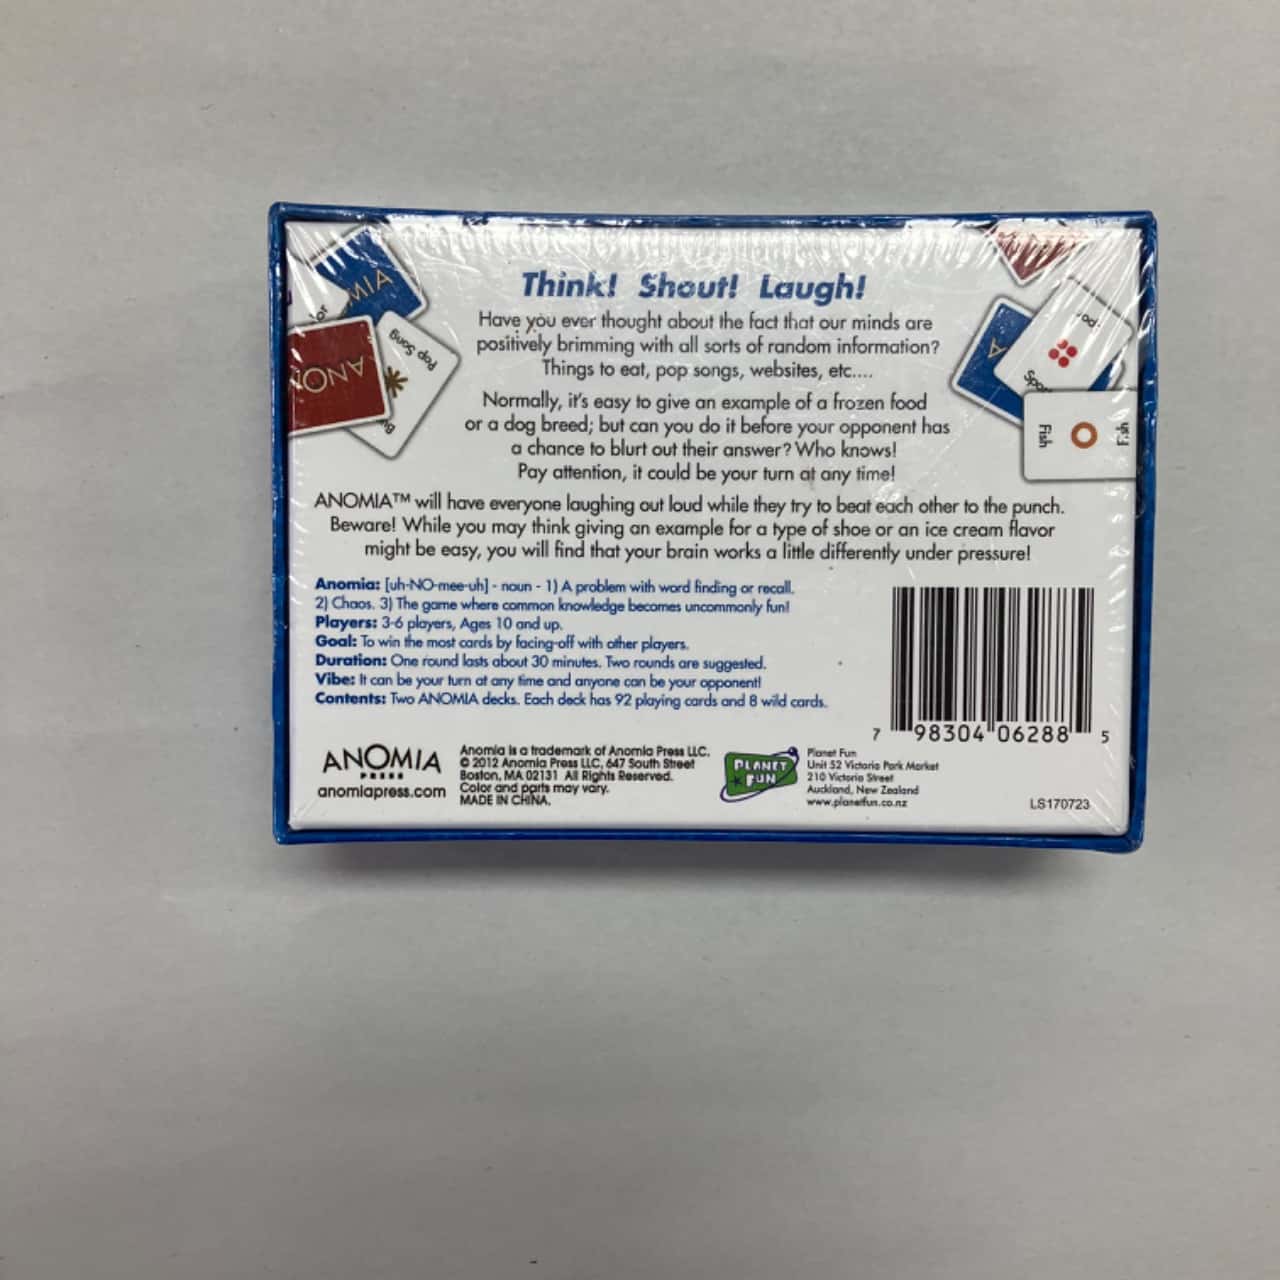 Think! Shout! Laugh!
Have you ever thought about the fact that our minds are
positively brimming with all sorts of random information?
Things to eat, pop songs, websites, etc....
Normally, it's easy to give an example of a frozen food
or a dog breed; but can you do it before your opponent has
a chance to blurt out their answer? Who knows!
Pay attention, it could be your turn at any time!
ANOMIA™ will have everyone laughing out loud while they try to beat each other to the punch.
Beware! While you may think giving an example for a type of shoe or an ice cream flavor
might be easy, you will find that your brain works a little differently under pressure!
Anomia: [uh-NO-mee-uh] - noun - 1) A problem with word finding or recall.
2) Chaos. 3) The game where common knowledge becomes uncommonly fun!
Players: 3-6 players, Ages 10 and up.
Goal: To win the most cards by facing-off with other players.
Duration: One round lasts about 30 minutes. Two rounds are suggested.
Vibe: It can be your turn at any time and anyone can be your opponent!
Contents: Two ANOMIA decks. Each deck has 92 playing cards and 8 wild cards.
7 98304 06288 5
ANOMIA
PRESS
anomiapress.com
Anomia is a trademark of Anomia Press LLC.
© 2012 Anomia Press LLC, 647 South Street
Boston, MA 02131 All Rights Reserved.
Color and parts may vary.
MADE IN CHINA.
PLANET
FUN
Planet Fun
Unit 52 Victoria Park Market
210 Victoria Street
Auckland, New Zealand
www.planetfun.co.nz
LS170723
Pop Song
Fish
Fish